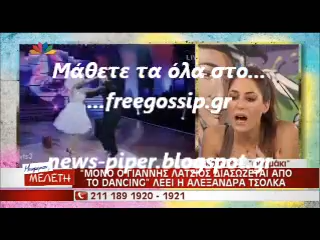 Μάθετε τα όλα στο...
...freegossip.gr
news-piper.blogspot.gr
ΜΕΛΕΤΗ
"ΜΟΝΟ Ο ΓΙΑΝΝΗΣ ΛΑΤΣΙΟΣ ΔΙΑΣΩΖΕΤΑΙ ΑΠΟ
ΤΟ DANCING" ΛΕΕΙ Η ΑΛΕΞΑΝΔΡΑ ΤΣΟΛΚΑ
211 189 1920 - 1921